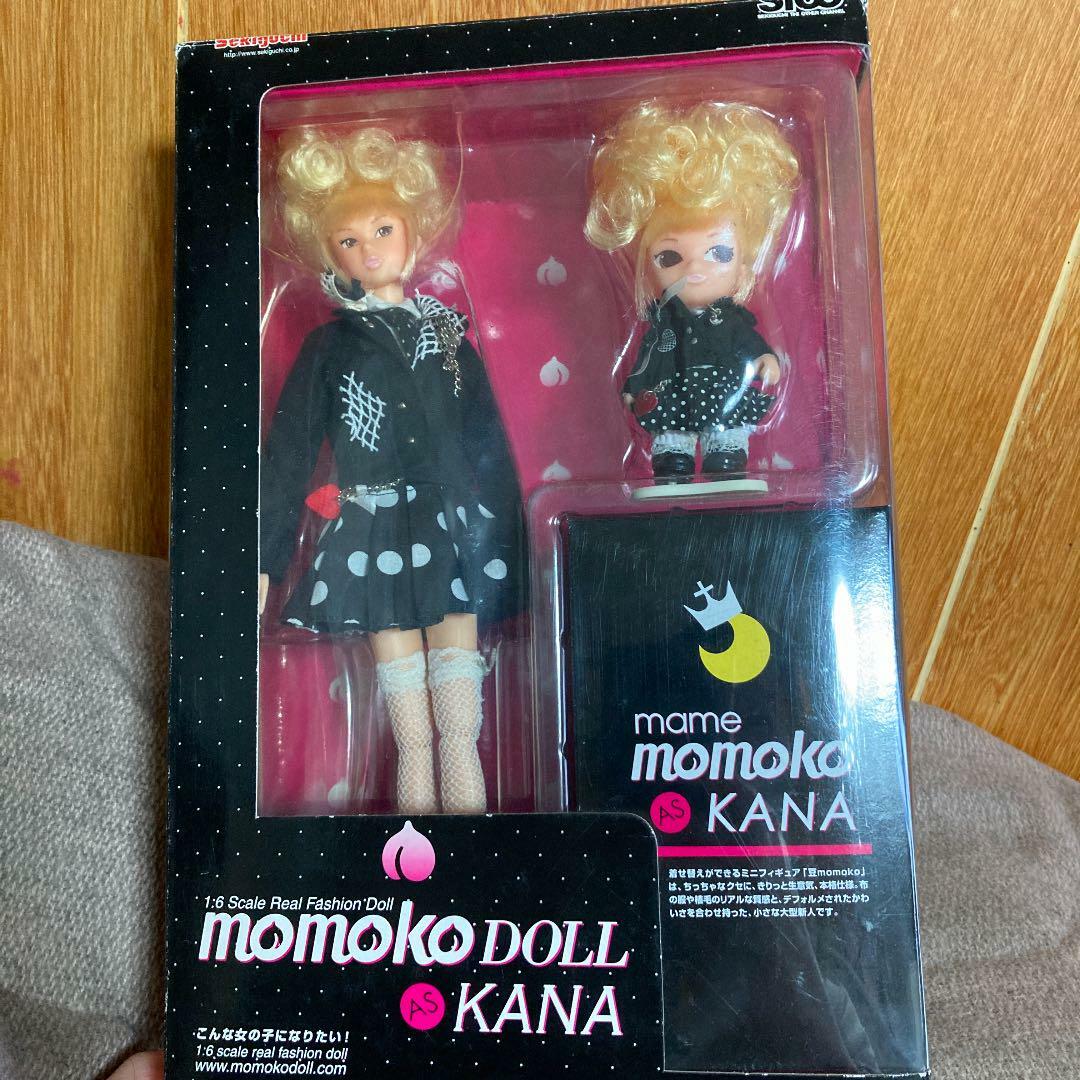 Sekiguchi
http://www.sekiguchi.co.jp
SEKIGUCHI THE OTHER CHANNEL
mame
momoko
AS KANA
着せ替えができるミニフィギュア「豆momoko」
は、ちっちゃなクセに、きりっと生意気、本格仕様。布
の服や植毛のリアルな質感と、デフォルメされたかわ
いさを合わせ持った、小さな大型新人です。
1:6 Scale Real Fashion Doll
momoko DOLL
AS KANA
こんな女の子になりたい!
1:6 scale real fashion doll
www.momokodoll.com